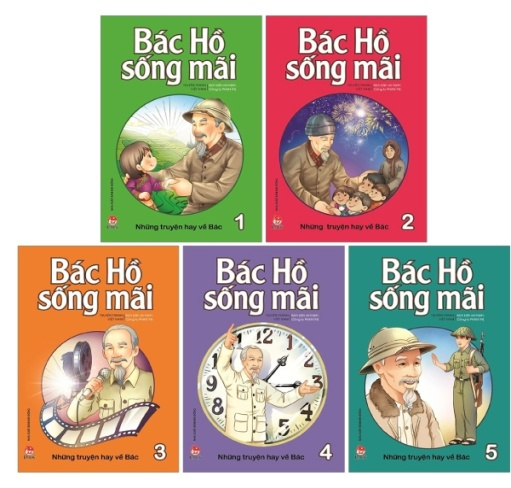 Bác Hồ
sống mãi
Những truyện hay về Bác
1
Bác Hồ
sống mãi
Những truyện hay về Bác
2
Bác Hồ
sống mãi
Những truyện hay về Bác
3
Bác Hồ
sống mãi
Những truyện hay về Bác
4
Bác Hồ
sống mãi
Những truyện hay về Bác
5